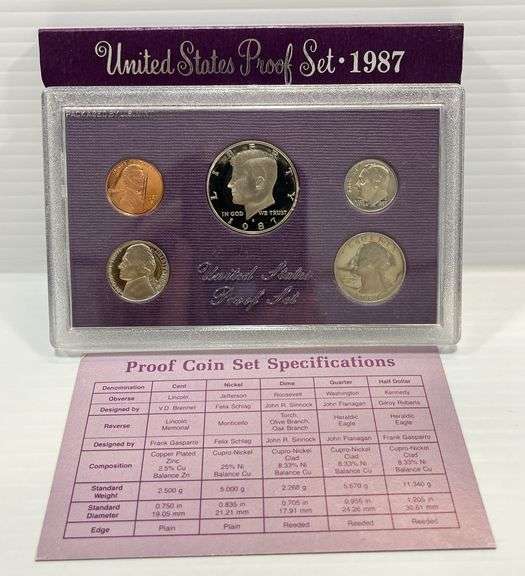 United States Proof Set · 1987
PACKAGED BY U.S.
LIBERTY
IN GOD WE TRUST
1987
United States
Proof Set
Proof Coin Set Specifications
Denomination Cent Nickel Dime Quarter Half Dollar
Obverse Lincoln Jefferson Roosevelt Washington Kennedy
Designed by V.D. Brenner Felix Schlag John R. Sinnock John Flanagan Gilroy Roberts
Reverse Lincoln Memorial Monticello Torch, Olive Branch Oak Branch Heraldic Eagle Heraldic Eagle
Designed by Frank Gasparro Felix Schlag John R. Sinnock John Flanagan Frank Gasparro
Composition Copper Plated Zinc 2.5% Cu Balance Zn Cupro-Nickel 25% Ni Balance Cu Cupro-Nickel Clad 8.33% Ni Balance Cu Cupro-Nickel Clad 8.33% Ni Balance Cu Cupro-Nickel Clad 8.33% Ni Balance Cu
Standard Weight 2.500 g 5.000 g 2.268 g 5.670 g 11.340 g
Standard Diameter 0.750 in 19.05 mm 0.835 in 21.21 mm 0.705 in 17.91 mm 0.955 in 24.26 mm 1.205 in 30.61 mm
Edge Plain Plain Reeded Reeded Reeded